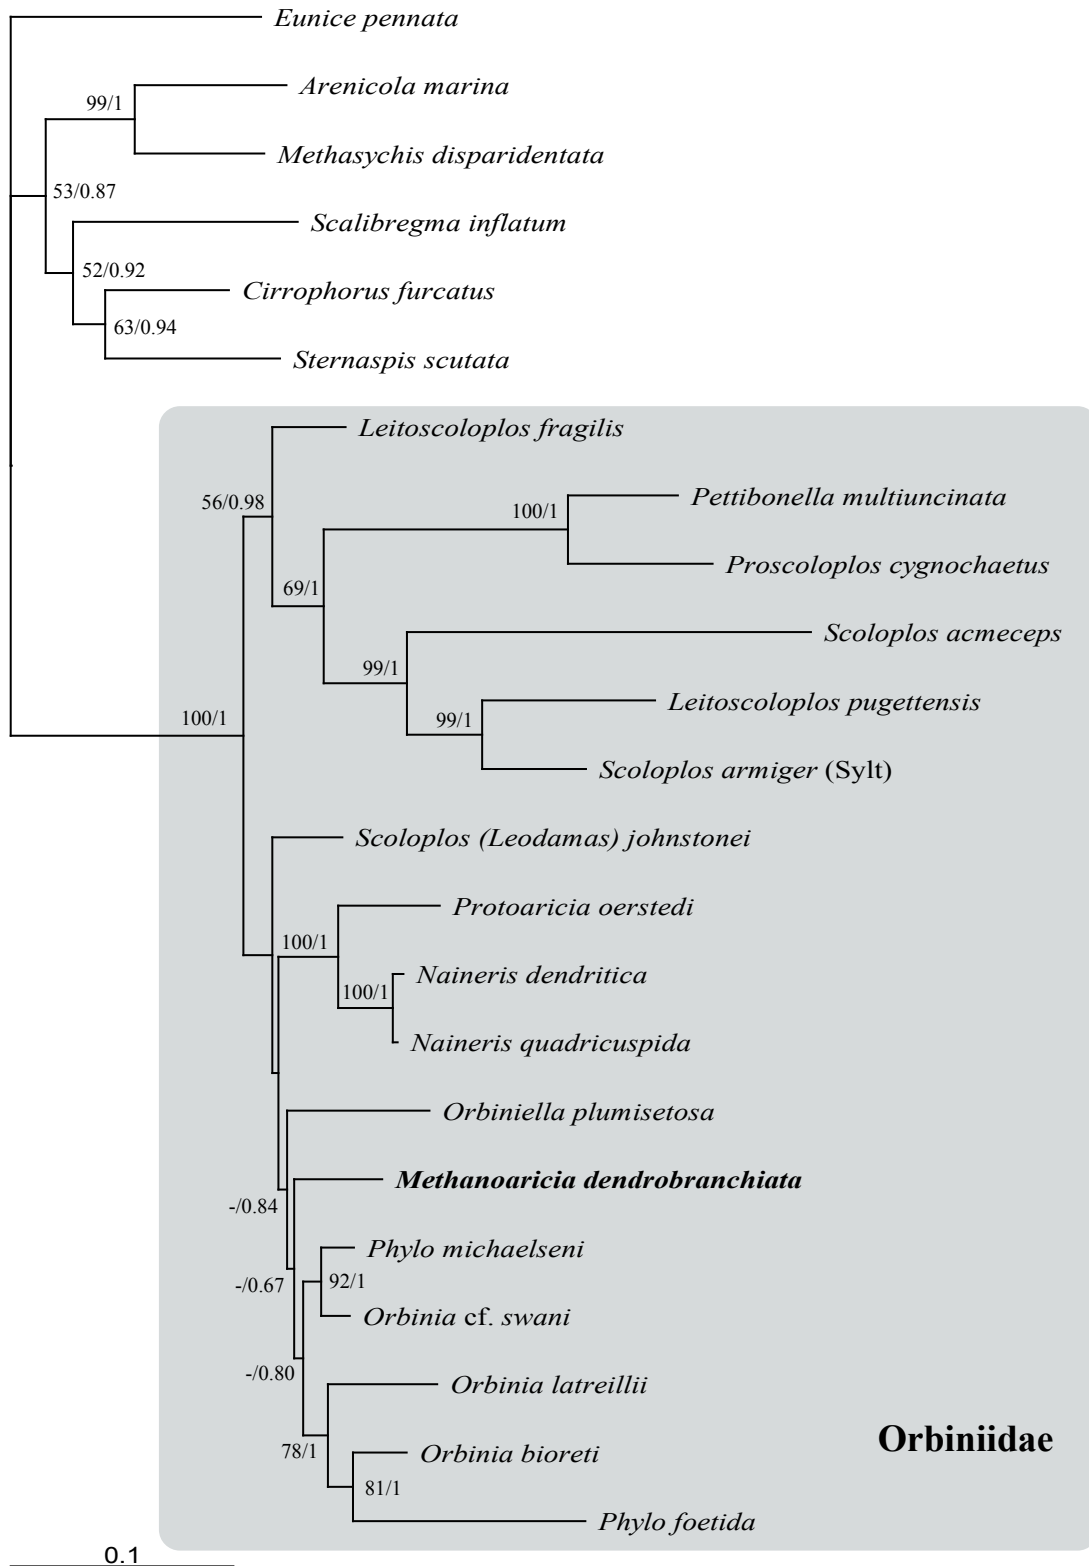 Eunice pennata
Arenicola marina
99/1
Methasychis disparidentata
53/0.87
Scalibregma inflatum
52/0.92
Cirrophorus furcatus
63/0.94
Sternaspis scutata
Leitoscoloplos fragilis
56/0.98
Pettibonella multiuncinata
100/1
Proscoloplos cygnochaetus
69/1
Scoloplos acmeceps
99/1
Leitoscoloplos pugettensis
99/1
100/1
Scoloplos armiger (Sylt)
Scoloplos (Leodamas) johnstonei
Protoaricia oerstedi
100/1
Naineris dendritica
100/1
Naineris quadricuspida
Orbiniella plumisetosa
Methanoaricia dendrobranchiata
-/0.84
Phylo michaelseni
-/0.67
92/1
Orbinia cf. swani
-/0.80
Orbinia latreillii
Orbiniidae
78/1
Orbinia bioreti
81/1
Phylo foetida
0.1